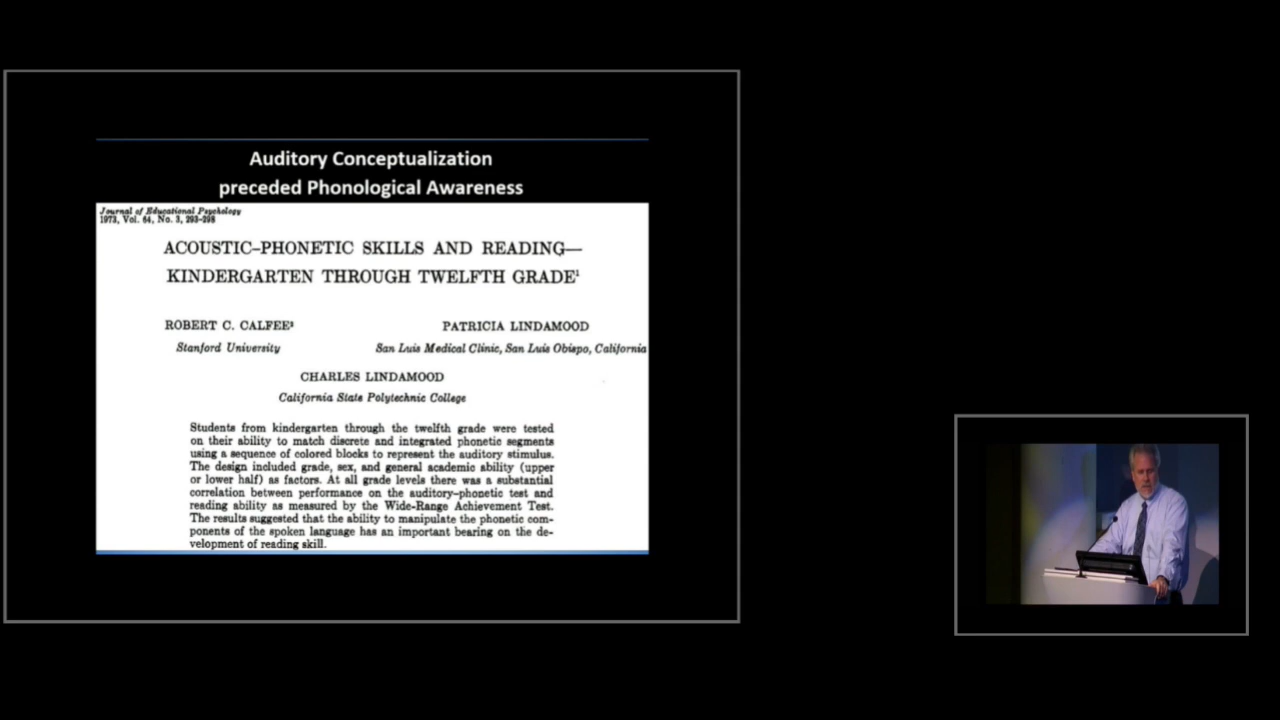 Auditory Conceptualization
preceded Phonological Awareness
Journal of Educational Psychology
1973, Vol. 64, No. 3, 293-298
ACOUSTIC–PHONETIC SKILLS AND READING—
KINDERGARTEN THROUGH TWELFTH GRADE¹
ROBERT C. CALFEE²
PATRICIA LINDAMOOD
Stanford University
San Luis Medical Clinic, San Luis Obispo, California
CHARLES LINDAMOOD
California State Polytechnic College
Students from kindergarten through the twelfth grade were tested
on their ability to match discrete and integrated phonetic segments
using a sequence of colored blocks to represent the auditory stimulus.
The design included grade, sex, and general academic ability (upper
or lower half) as factors. At all grade levels there was a substantial
correlation between performance on the auditory–phonetic test and
reading ability as measured by the Wide-Range Achievement Test.
The results suggested that the ability to manipulate the phonetic com-
ponents of the spoken language has an important bearing on the de-
velopment of reading skill.